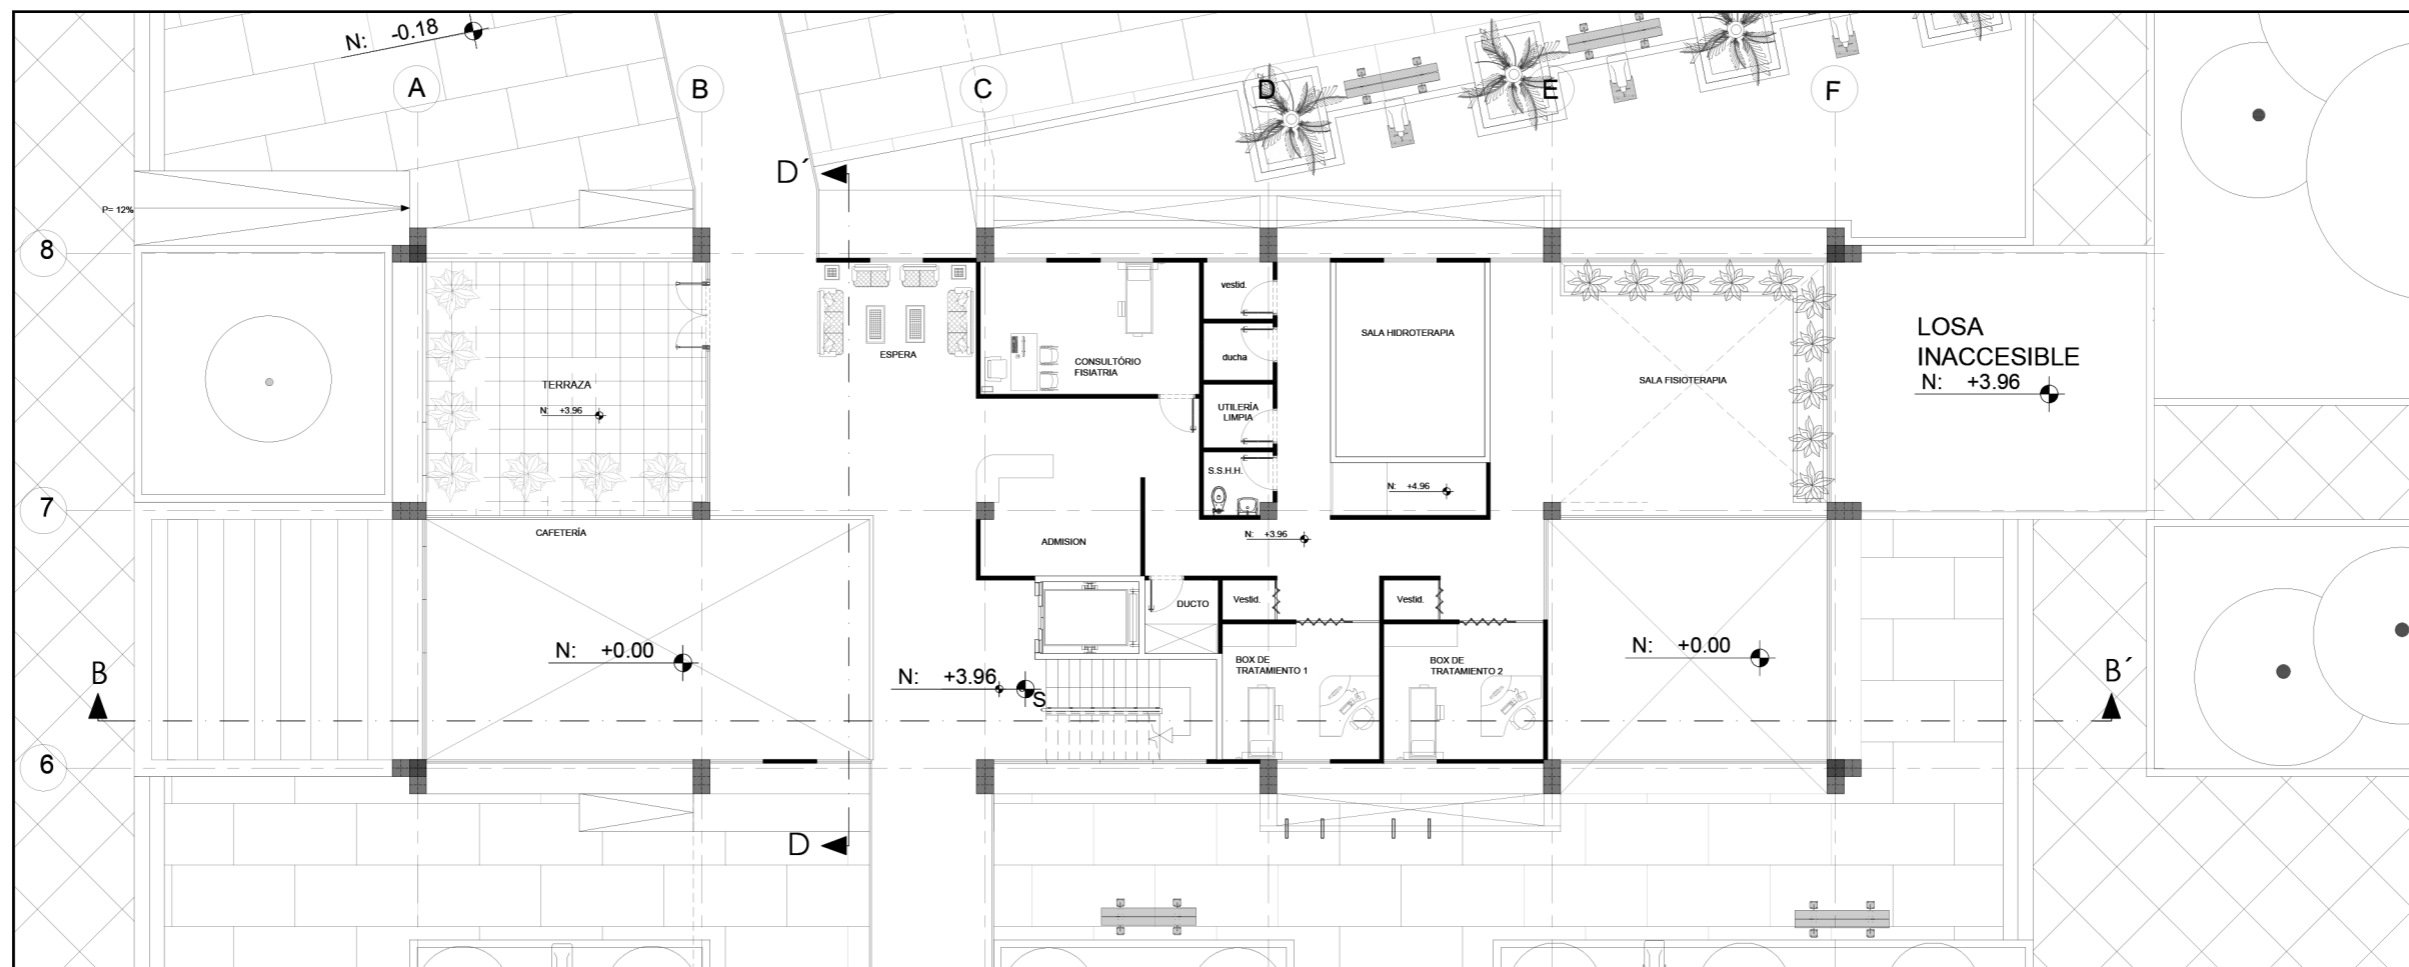 N: -0.18
A
B
C
D
E
F
D´
P= 12%
8
vestid.
LOSA
INACCESIBLE
N: +3.96
SALA HIDROTERAPIA
ESPERA
ducha
CONSULTÓRIO
FISIATRIA
TERRAZA
SALA FISIOTERAPIA
N: +3.96
UTILERÍA
LIMPIA
S.S.H.H.
N: +4.96
7
CAFETERÍA
ADMISION
N: +3.96
Vestid.
Vestid.
DUCTO
N: +0.00
N: +0.00
BOX DE
TRATAMIENTO 1
BOX DE
TRATAMIENTO 2
B
N: +3.96
B´
S
6
D